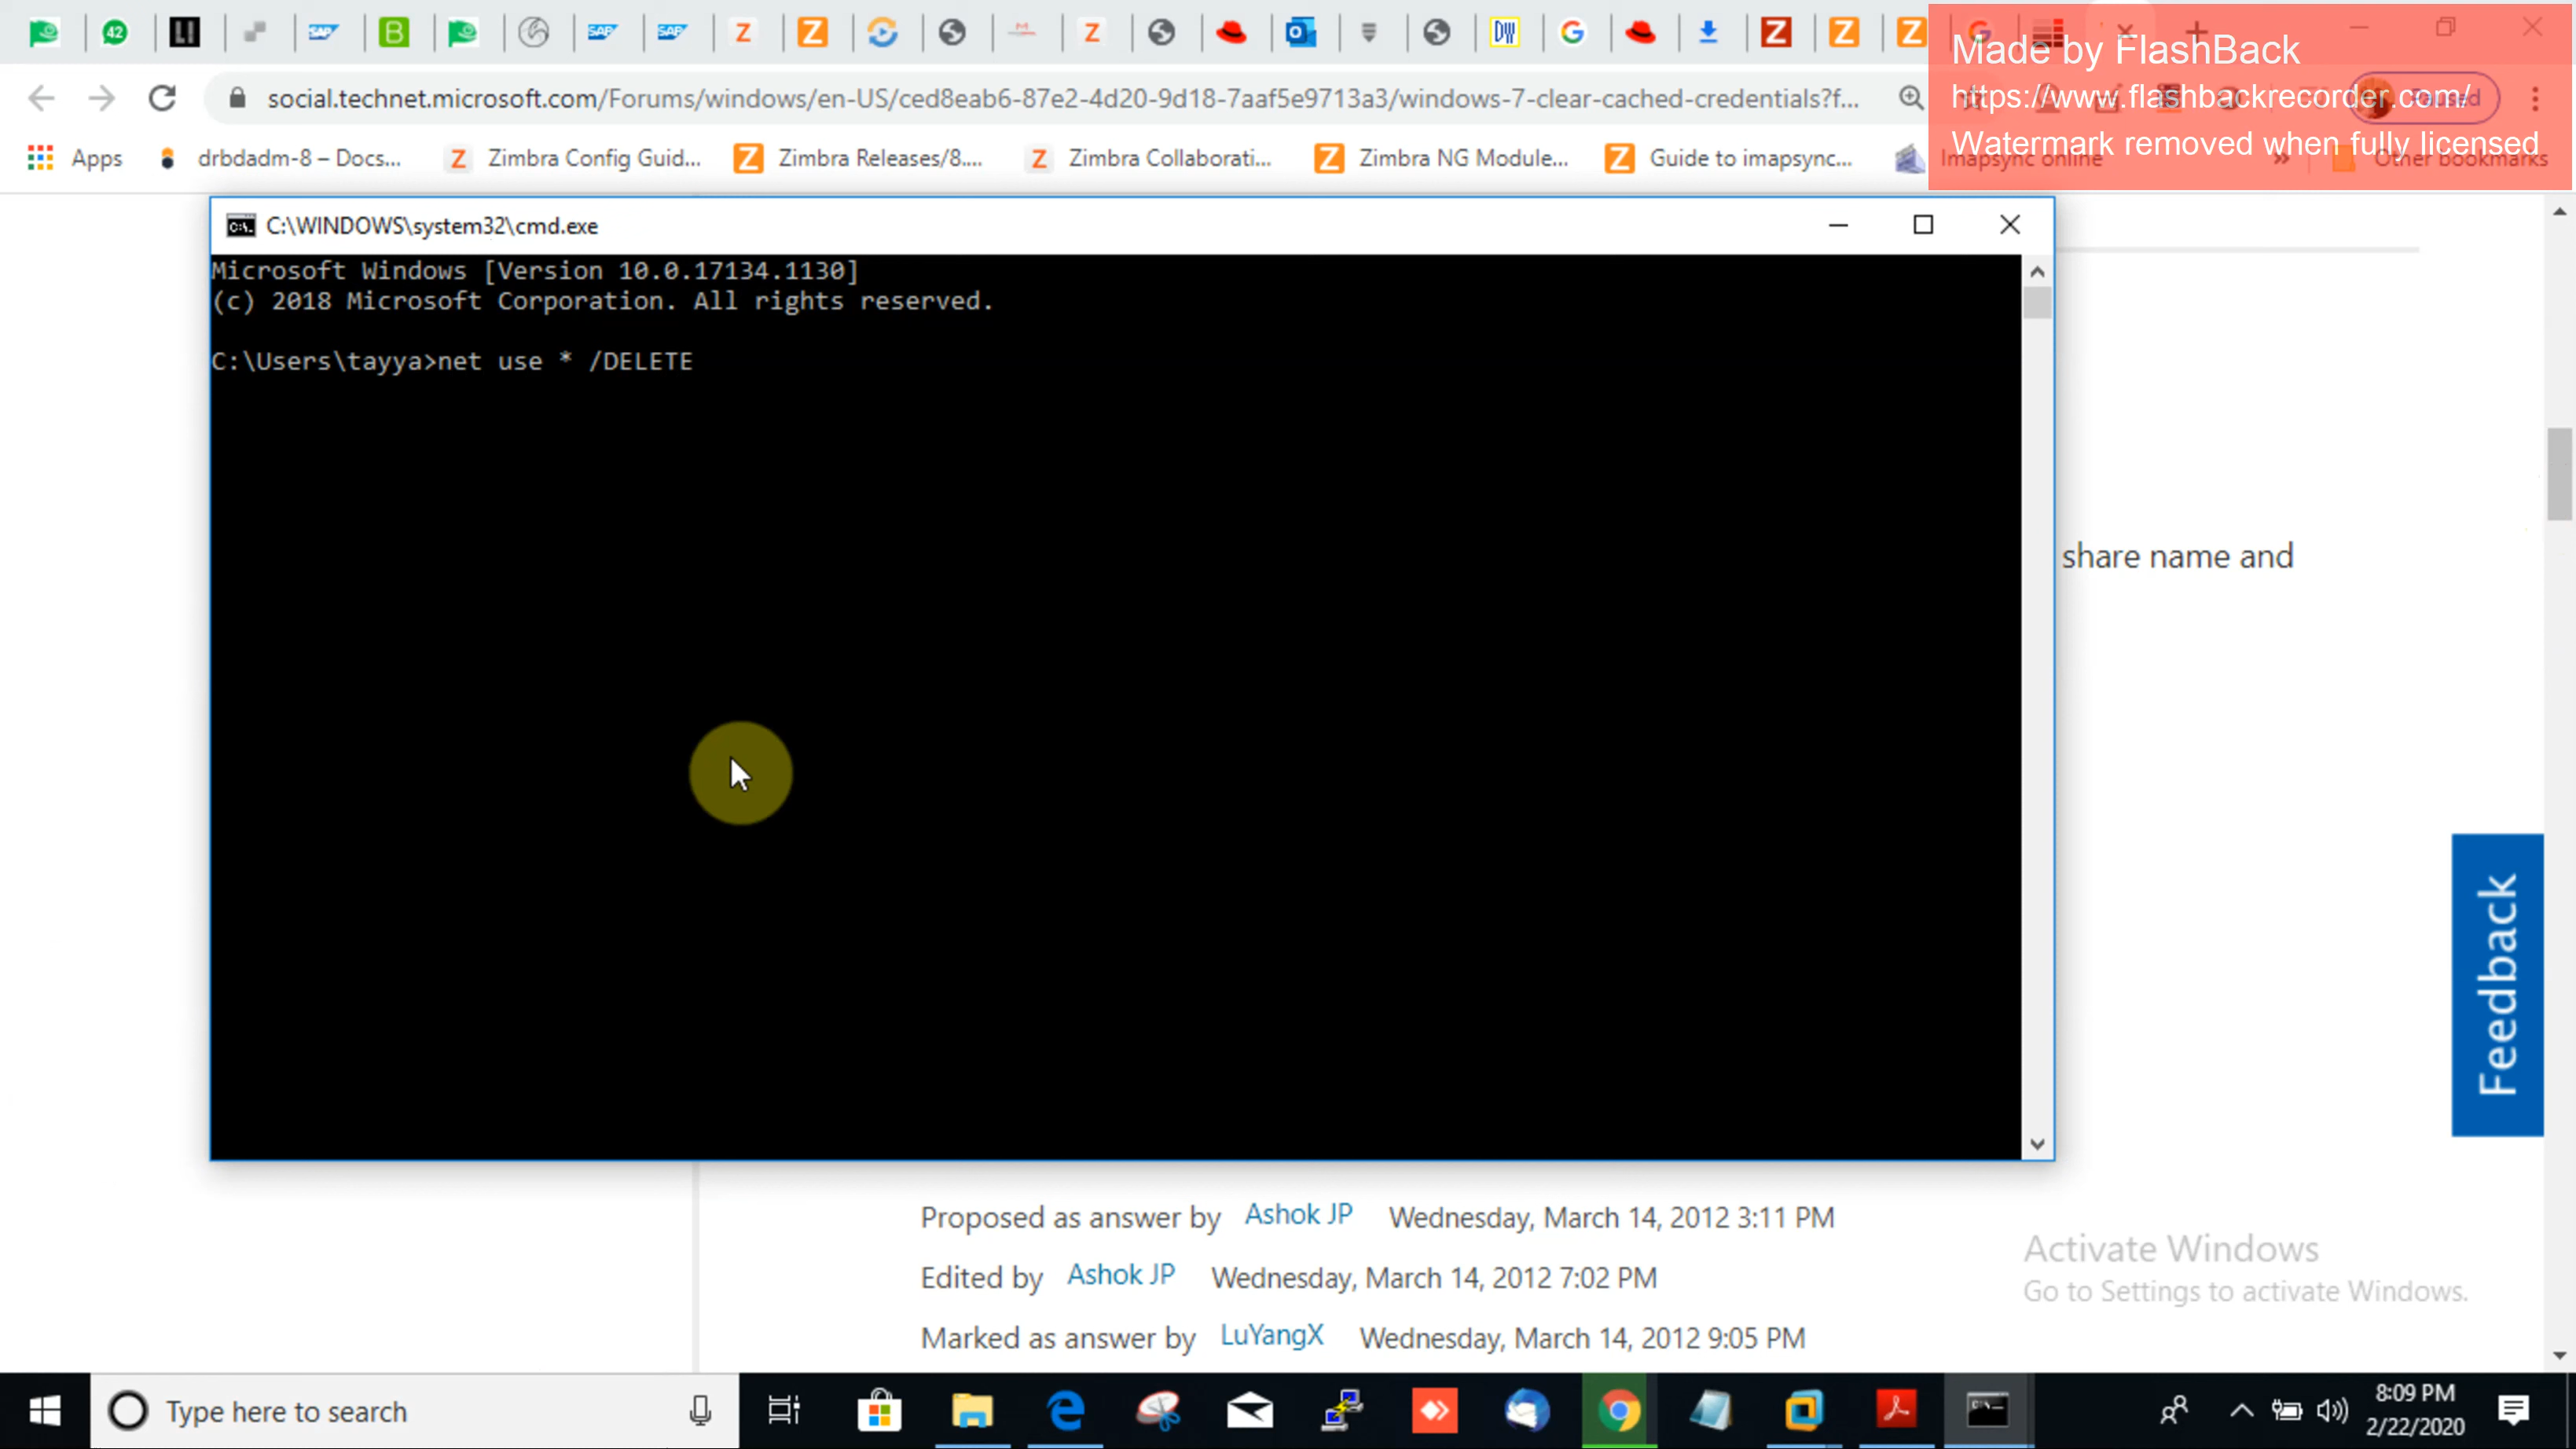 42
Made by FlashBack
social.technet.microsoft.com/Forums/windows/en-US/ced8eab6-87e2-4d20-9d18-7aaf5e9713a3/windows-7-clear-cached-credentials?f...
https://www.flashbackrecorder.com/
Paused
Watermark removed when fully licensed
Apps
drbdadm-8 – Docs...
Zimbra Config Guid...
Zimbra Releases/8....
Zimbra Collaborati...
Zimbra NG Module...
Guide to imapsync...
Imapsync online
Other bookmarks
C:\WINDOWS\system32\cmd.exe
Microsoft Windows [Version 10.0.17134.1130]
(c) 2018 Microsoft Corporation. All rights reserved.
C:\Users\tayya>net use * /DELETE
share name and
Feedback
Proposed as answer by Ashok JP Wednesday, March 14, 2012 3:11 PM
Edited by Ashok JP Wednesday, March 14, 2012 7:02 PM
Marked as answer by LuYangX Wednesday, March 14, 2012 9:05 PM
Activate Windows
Go to Settings to activate Windows.
Type here to search
8:09 PM
2/22/2020